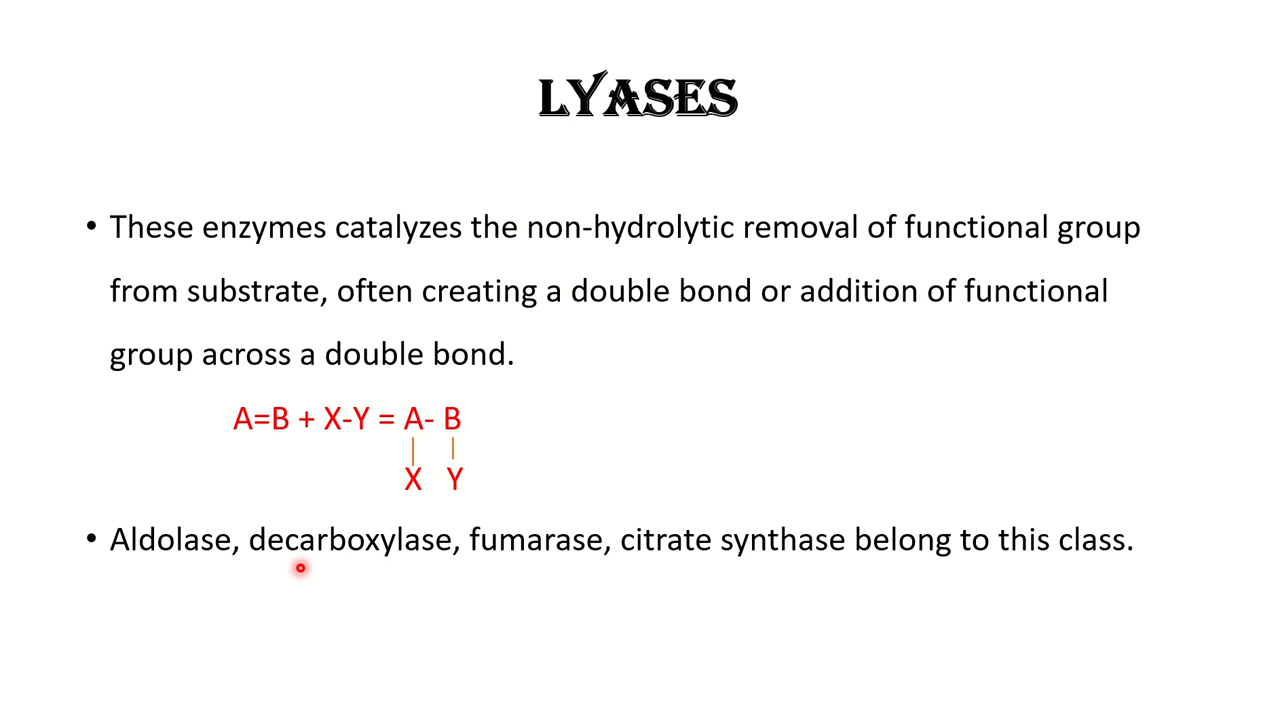 LYASES
• These enzymes catalyzes the non-hydrolytic removal of functional group
from substrate, often creating a double bond or addition of functional
group across a double bond.
A=B + X-Y = A- B
| |
X Y
• Aldolase, decarboxylase, fumarase, citrate synthase belong to this class.